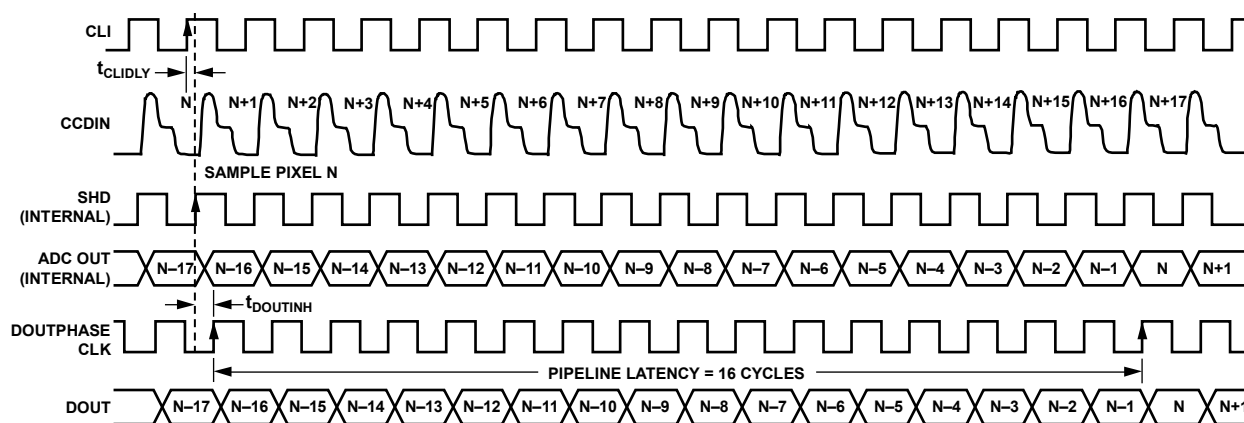 CLI
tCLIDLY
N N+1 N+2 N+3 N+4 N+5 N+6 N+7 N+8 N+9 N+10 N+11 N+12 N+13 N+14 N+15 N+16 N+17
CCDIN
SAMPLE PIXEL N
SHD
(INTERNAL)
ADC OUT
(INTERNAL)
N–17 N–16 N–15 N–14 N–13 N–12 N–11 N–10 N–9 N–8 N–7 N–6 N–5 N–4 N–3 N–2 N–1 N N+1
tDOUTINH
DOUTPHASE
CLK
PIPELINE LATENCY = 16 CYCLES
DOUT
N–17 N–16 N–15 N–14 N–13 N–12 N–11 N–10 N–9 N–8 N–7 N–6 N–5 N–4 N–3 N–2 N–1 N N+1